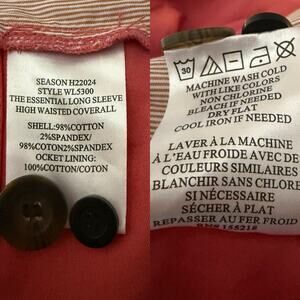 SEASON H22024
STYLE WL5300
THE ESSENTIAL LONG SLEEVE
HIGH WAISTED COVERALL
SHELL:98%COTTON
2%SPANDEX/
98%COTON2%SPANDEX
OCKET LINING:
100%COTTON/COTON
30
MACHINE WASH COLD
WITH LIKE COLORS
NON CHLORINE
BLEACH IF NEEDED
DRY FLAT
COOL IRON IF NEEDED
LAVER À LA MACHINE
À L'EAU FROIDE AVEC DE
COULEURS SIMILAIRES
BLANCHIR SANS CHLORE
SI NÉCESSAIRE
SÉCHER À PLAT
REPASSER AU FER FROID
155218